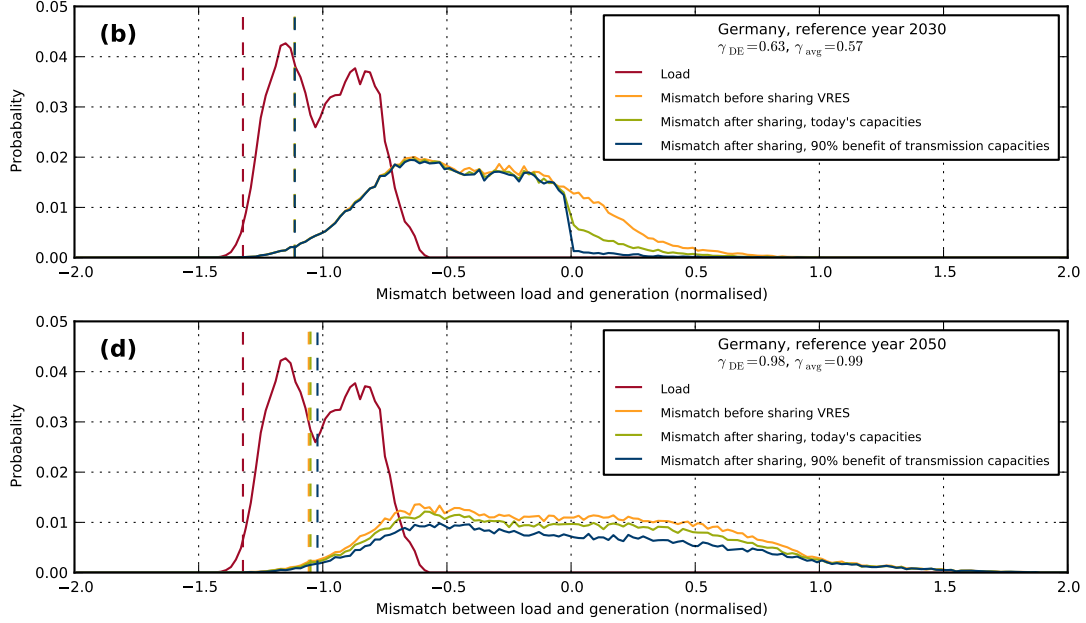 0.05
(b)
Germany, reference year 2030
γ DE=0.63, γ avg=0.57
0.04
Load
Mismatch before sharing VRES
Mismatch after sharing, today's capacities
Mismatch after sharing, 90% benefit of transmission capacities
0.03
0.02
0.01
0.00
Probabality
−2.0 −1.5 −1.0 −0.5 0.0 0.5 1.0 1.5 2.0
Mismatch between load and generation (normalised)
0.05
(d)
Germany, reference year 2050
γ DE=0.98, γ avg=0.99
0.04
Load
Mismatch before sharing VRES
Mismatch after sharing, today's capacities
Mismatch after sharing, 90% benefit of transmission capacities
0.03
0.02
0.01
0.00
Probabality
−2.0 −1.5 −1.0 −0.5 0.0 0.5 1.0 1.5 2.0
Mismatch between load and generation (normalised)